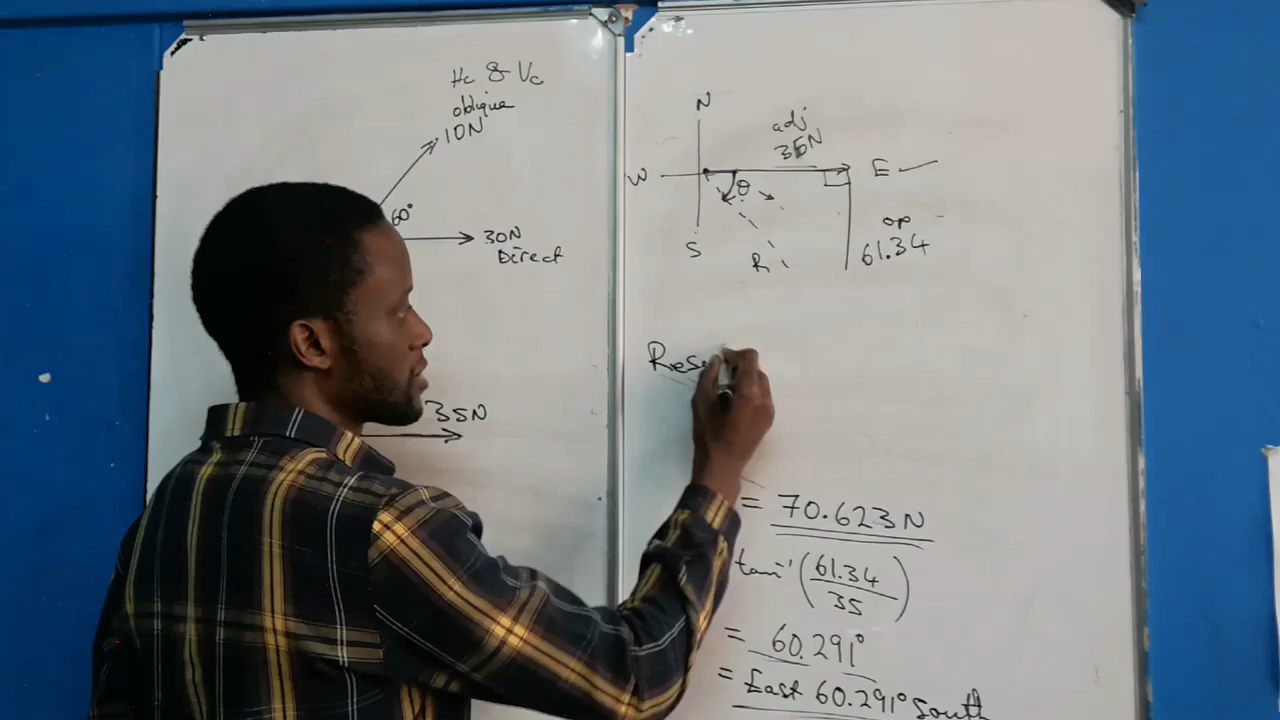 Hc & Vc
oblique
10N
60°
30N
Direct
35N
N
adj
35N
W
E
θ
S
R
op
61.34
Res
= 70.623N
tan⁻¹(61.34/35)
= 60.291°
= East 60.291° South